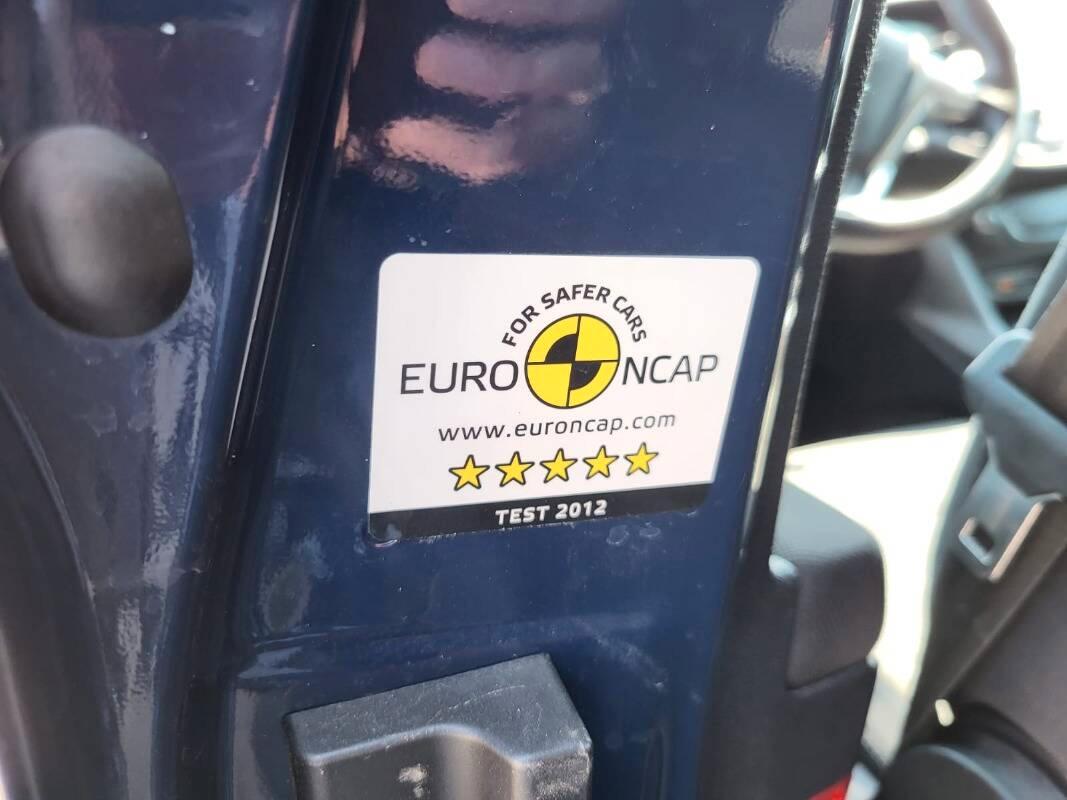 FOR SAFER CARS
EURO NCAP
www.euroncap.com
TEST 2012